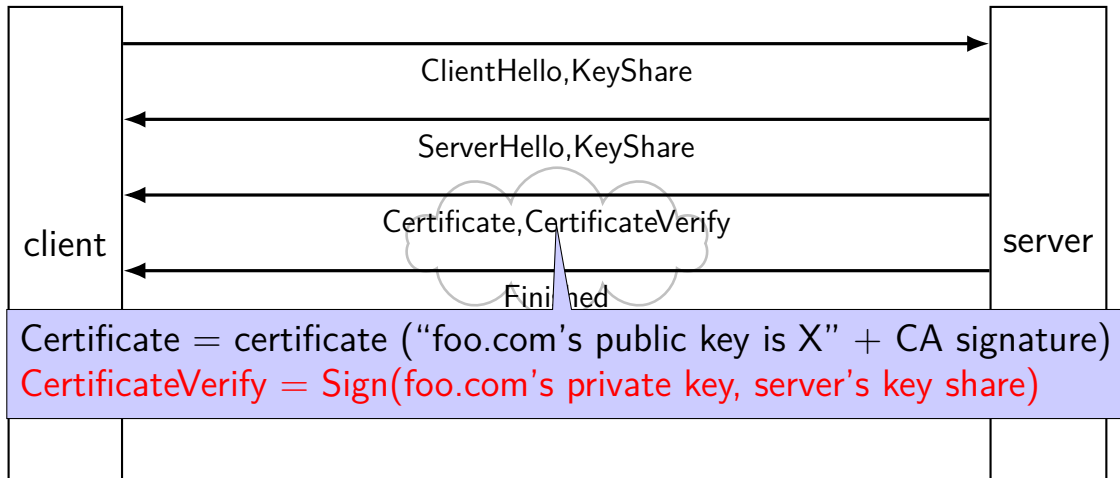 ClientHello,KeyShare
ServerHello,KeyShare
Certificate,CertificateVerify
client
server
Finished
Certificate = certificate (“foo.com’s public key is X” + CA signature)
CertificateVerify = Sign(foo.com’s private key, server’s key share)